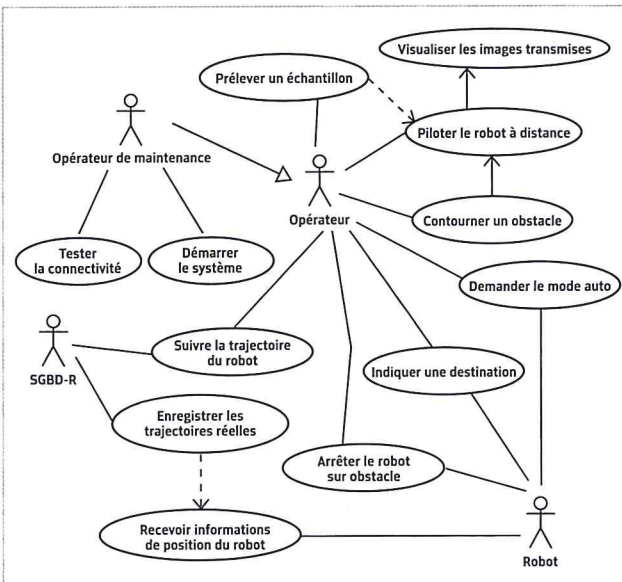 Visualiser les images transmises
Prélever un échantillon
Piloter le robot à distance
Opérateur de maintenance
Opérateur
Contourner un obstacle
Tester
la connectivité
Démarrer
le système
Demander le mode auto
Suivre la trajectoire
du robot
SGBD-R
Indiquer une destination
Enregistrer les
trajectoires réelles
Arrêter le robot
sur obstacle
Recevoir informations
de position du robot
Robot